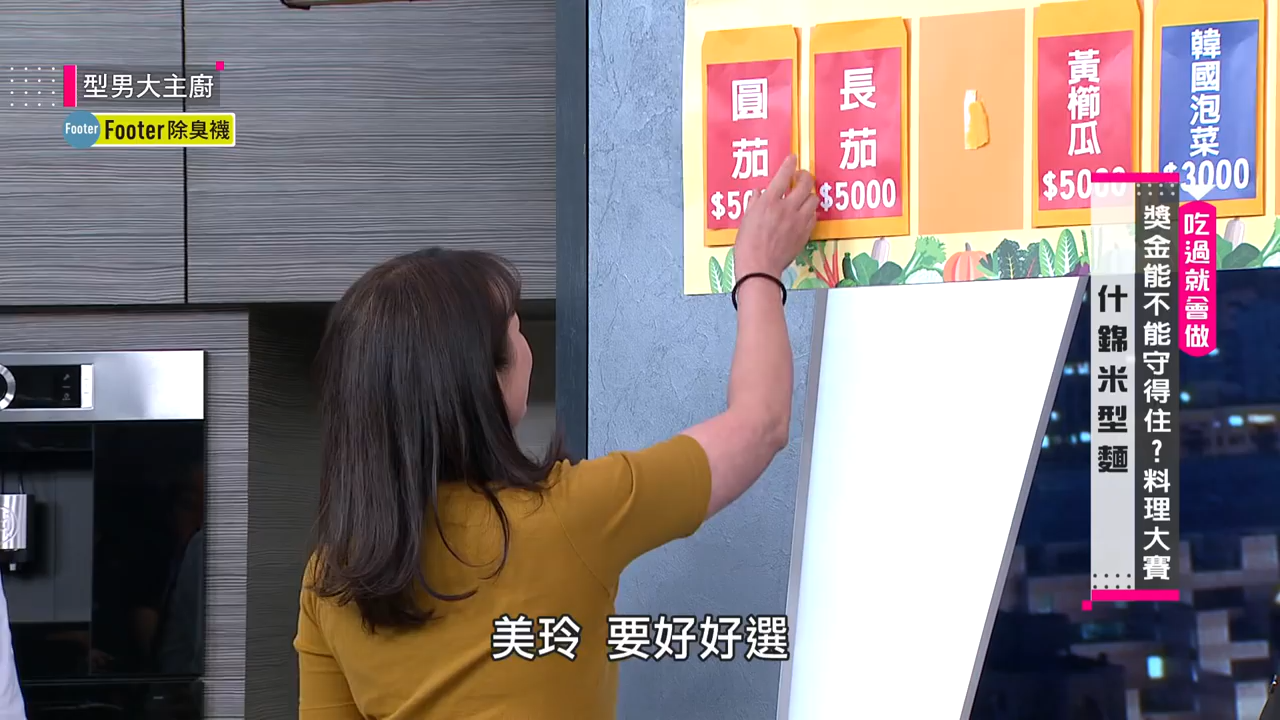 型男大主廚
Footer
Footer除臭襪
圓茄
$50
長茄
$5000
黃櫛瓜
$5000
韓國泡菜
$3000
吃過就會做
獎金能不能守得住?料理大賽
什錦米型麵
美玲 要好好選